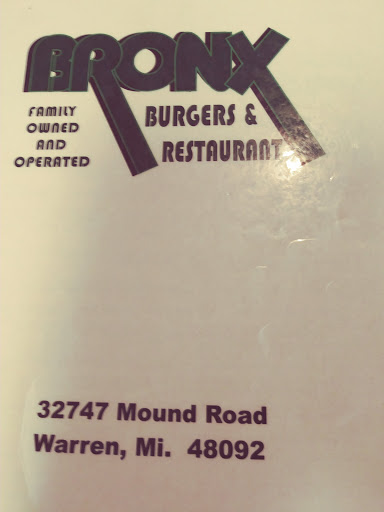 BRONX
BURGERS &
RESTAURANT
FAMILY
OWNED
AND
OPERATED
32747 Mound Road
Warren, Mi. 48092